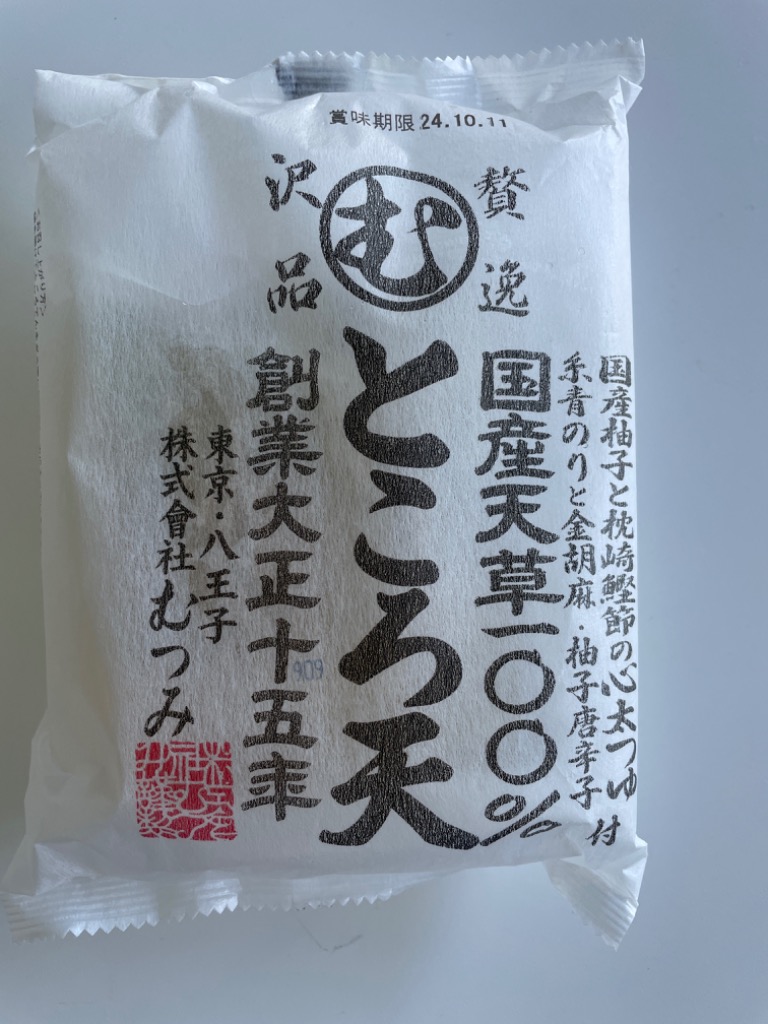 賞味期限 24.10.11
贅沢
逸品
む
国産柚子と枕崎鰹節の心太つゆ
糸青のりと金胡麻・柚子唐辛子付
国産天草一〇〇%
ところ天
創業大正十五年
東京・八王子
株式會社むつみ
909